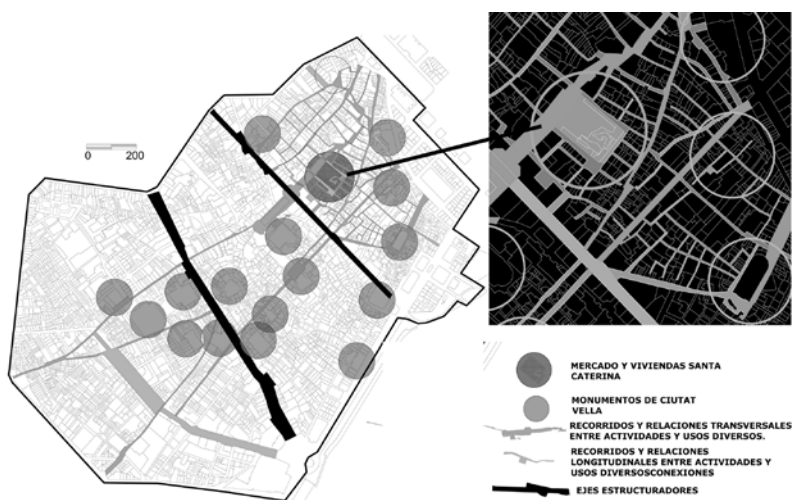 0 200
MERCADO Y VIVIENDAS SANTA
CATERINA
MONUMENTOS DE CIUTAT
VELLA
RECORRIDOS Y RELACIONES TRANSVERSALES
ENTRE ACTIVIDADES Y USOS DIVERSOS.
RECORRIDOS Y RELACIONES
LONGITUDINALES ENTRE ACTIVIDADES Y
USOS DIVERSOSCONEXIONES
EJES ESTRUCTURADORES